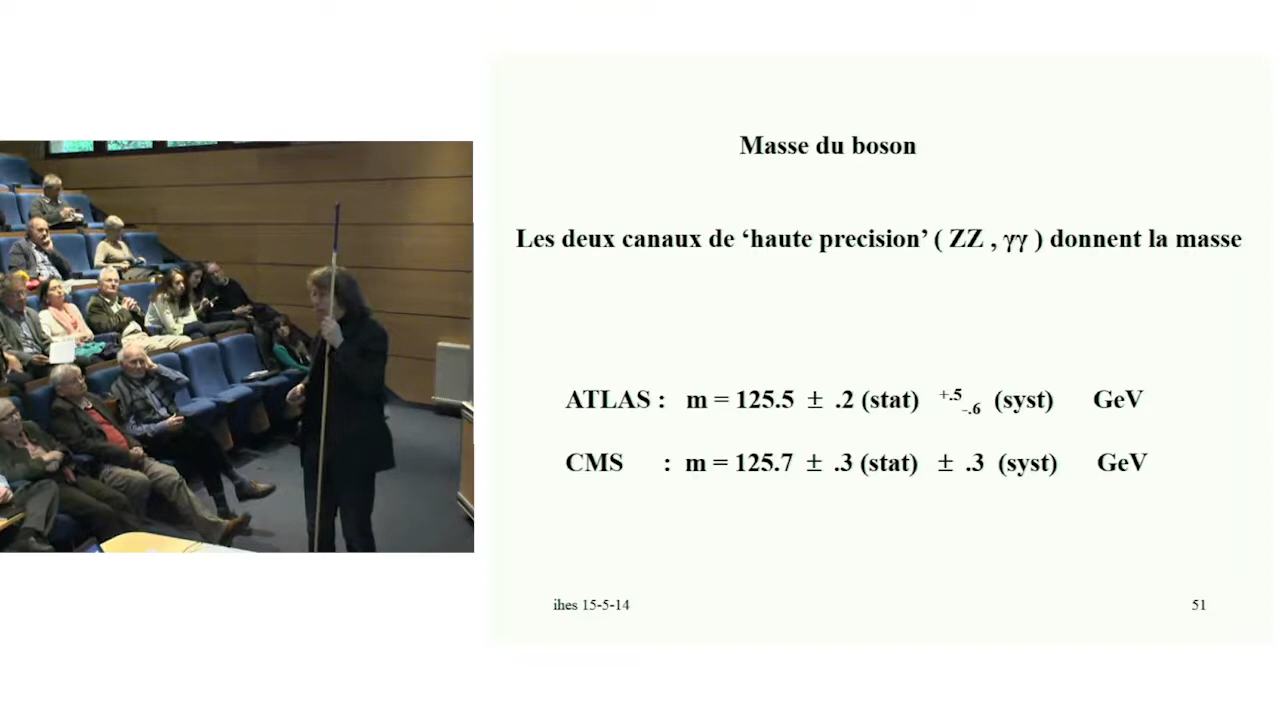 Masse du boson
Les deux canaux de ‘haute precision’ ( ZZ , γγ ) donnent la masse
ATLAS : m = 125.5 ± .2 (stat) +.5 –.6 (syst) GeV
CMS : m = 125.7 ± .3 (stat) ± .3 (syst) GeV
ihes 15-5-14 51